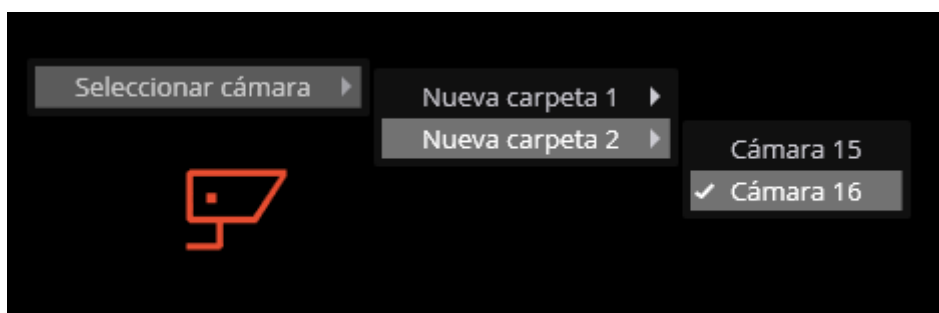 Seleccionar cámara
Nueva carpeta 1
Nueva carpeta 2
Cámara 15
Cámara 16